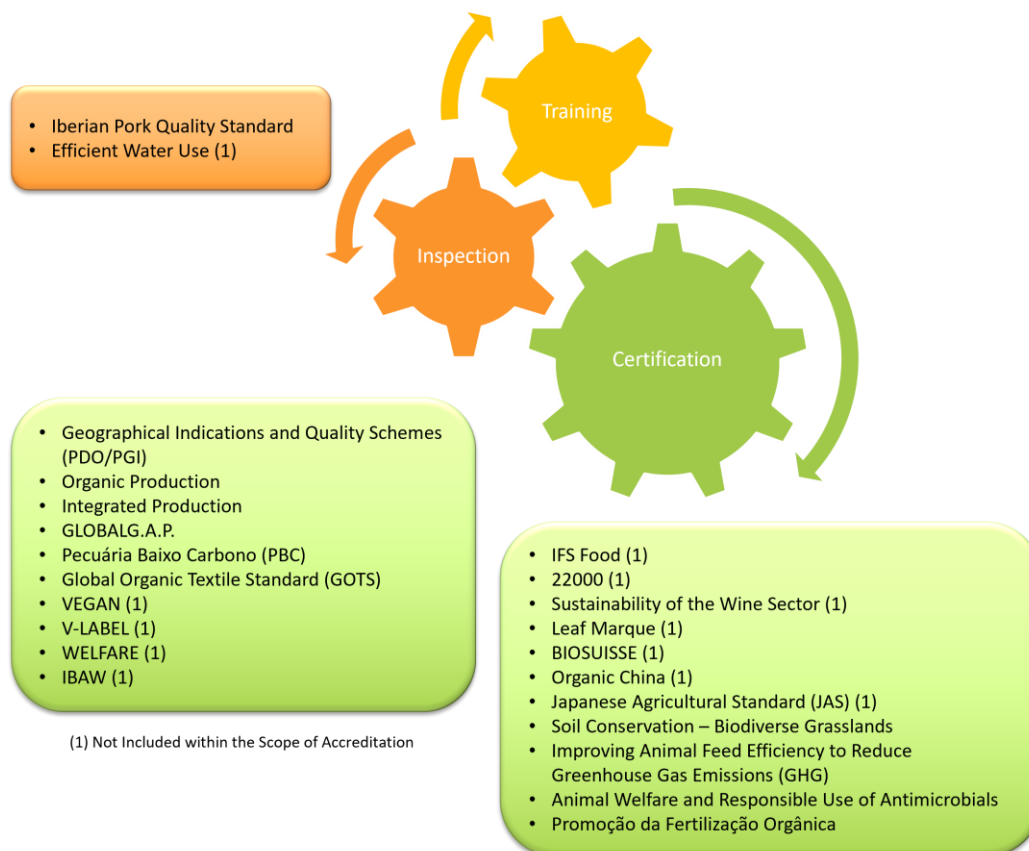 Training
• Iberian Pork Quality Standard
• Efficient Water Use (1)
Inspection
Certification
• Geographical Indications and Quality Schemes
(PDO/PGI)
• Organic Production
• Integrated Production
• GLOBALG.A.P.
• Pecuária Baixo Carbono (PBC)
• Global Organic Textile Standard (GOTS)
• VEGAN (1)
• V-LABEL (1)
• WELFARE (1)
• IBAW (1)
(1) Not Included within the Scope of Accreditation
• IFS Food (1)
• 22000 (1)
• Sustainability of the Wine Sector (1)
• Leaf Marque (1)
• BIOSUISSE (1)
• Organic China (1)
• Japanese Agricultural Standard (JAS) (1)
• Soil Conservation – Biodiverse Grasslands
• Improving Animal Feed Efficiency to Reduce
Greenhouse Gas Emissions (GHG)
• Animal Welfare and Responsible Use of Antimicrobials
• Promoção da Fertilização Orgânica